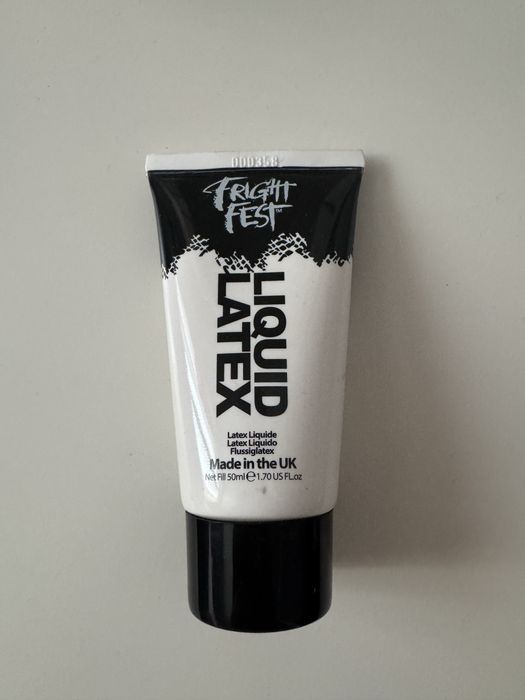 000358
FRIGHT
FEST™
LIQUID
LATEX
Latex Liquide
Latex Liquido
Flussiglatex
Made in the UK
Net Fill 50ml ℮ 1.70 US FL.oz